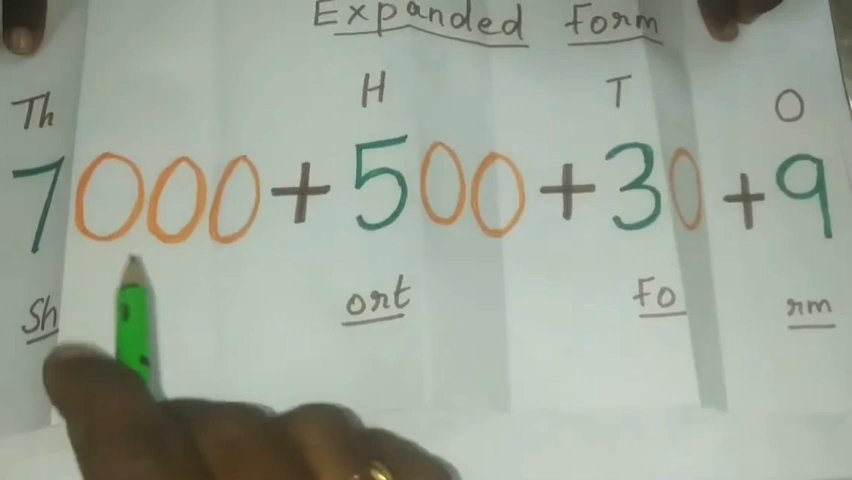 Expanded Form
Th H T O
7000 + 500 + 30 + 9
Sh ort Fo rm